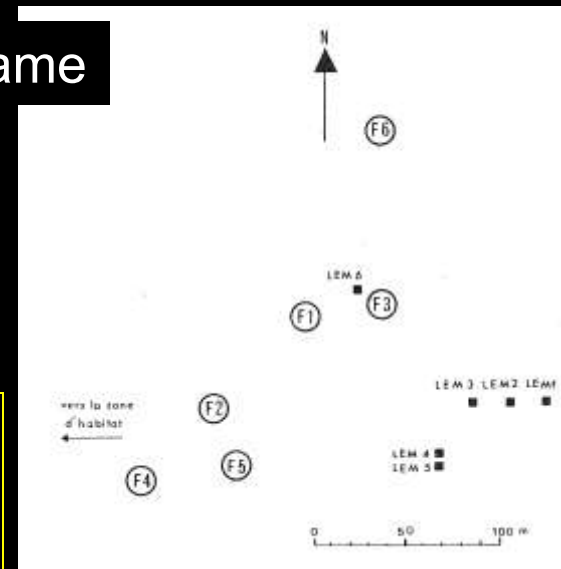 ame
N
F6
LEM 6
F1 F3
LEM 3 LEM 2 LEM1
vers la zone
d'habitat
F2
LEM 4
LEM 5
F4 F5
0 50 100 m